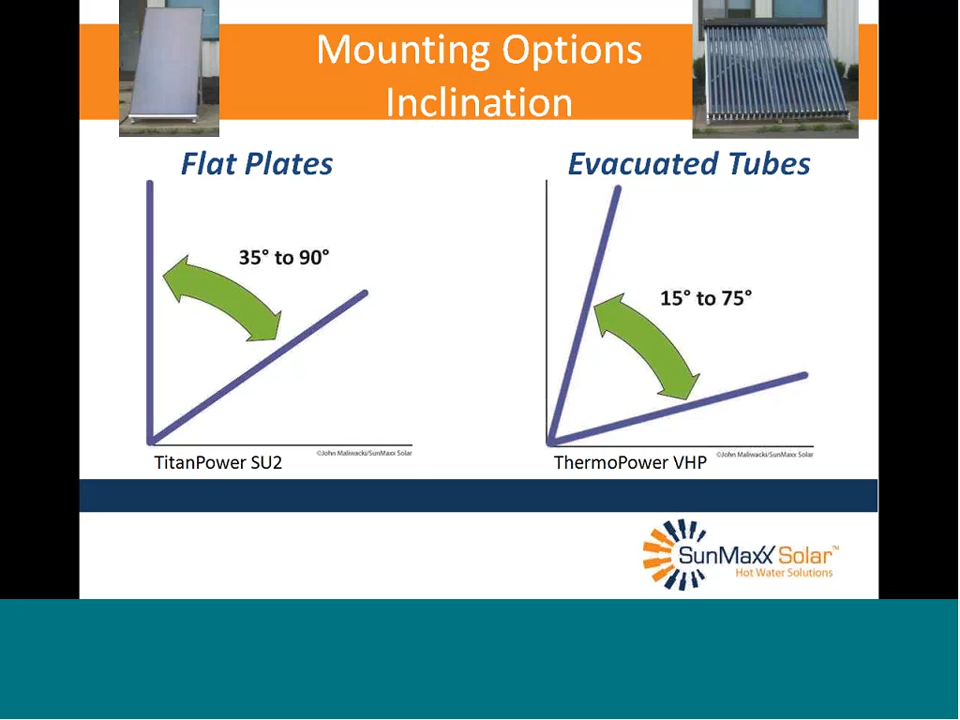 Mounting Options
Inclination
Flat Plates
Evacuated Tubes
35° to 90°
15° to 75°
©John Maliwacki/SunMaxx Solar
TitanPower SU2
©John Maliwacki/SunMaxx Solar
ThermoPower VHP
SunMaxx Solar™
Hot Water Solutions